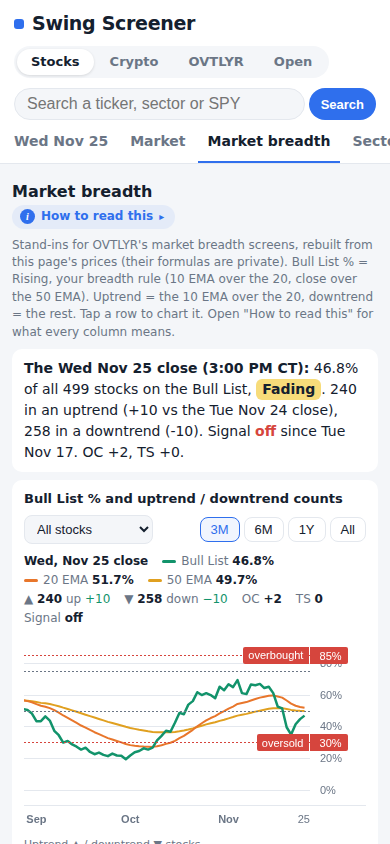 Swing Screener
Stocks Crypto OVTLYR Open
Search a ticker, sector or SPY Search
Wed Nov 25 Market Market breadth Secto
Market breadth
i How to read this ▸
Stand-ins for OVTLYR's market breadth screens, rebuilt from
this page's prices (their formulas are private). Bull List % =
Rising, your breadth rule (10 EMA over the 20, close over
the 50 EMA). Uptrend = the 10 EMA over the 20, downtrend
= the rest. Tap a row to chart it. Open "How to read this" for
what every column means.
The Wed Nov 25 close (3:00 PM CT): 46.8%
of all 499 stocks on the Bull List, Fading. 240
in an uptrend (+10 vs the Tue Nov 24 close),
258 in a downtrend (-10). Signal off since Tue
Nov 17. OC +2, TS +0.
Bull List % and uptrend / downtrend counts
All stocks 3M 6M 1Y All
Wed, Nov 25 close Bull List 46.8%
20 EMA 51.7% 50 EMA 49.7%
▲ 240 up +10 ▼ 258 down −10 OC +2 TS 0
Signal off
overbought 85%
80%
60%
40%
oversold 30%
20%
0%
Sep Oct Nov 25
Uptrend ▲ / downtrend ▼ stocks